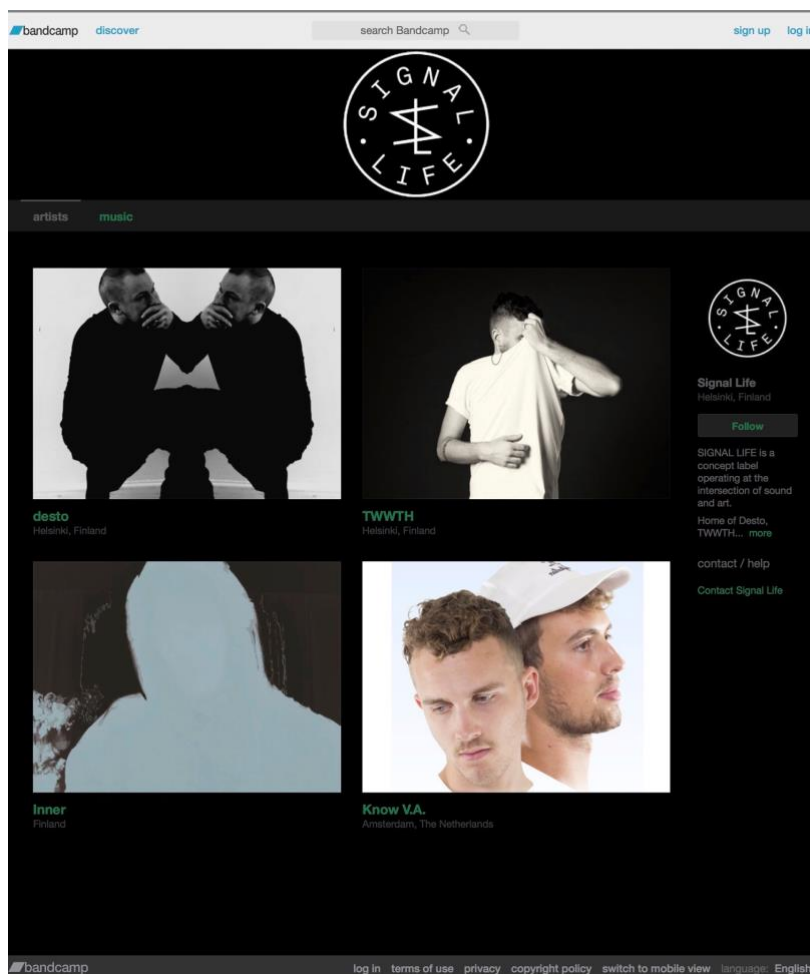 bandcamp discover search Bandcamp sign up log in
SIGNAL
LIFE
artists music
SIGNAL
LIFE
Signal Life
Helsinki, Finland
Follow
SIGNAL LIFE is a
concept label
operating at the
intersection of sound
and art.
Home of Desto,
TWWTH... more
contact / help
Contact Signal Life
desto
Helsinki, Finland
TWWTH
Helsinki, Finland
Inner
Finland
Know V.A.
Amsterdam, The Netherlands
bandcamp log in terms of use privacy copyright policy switch to mobile view language: English